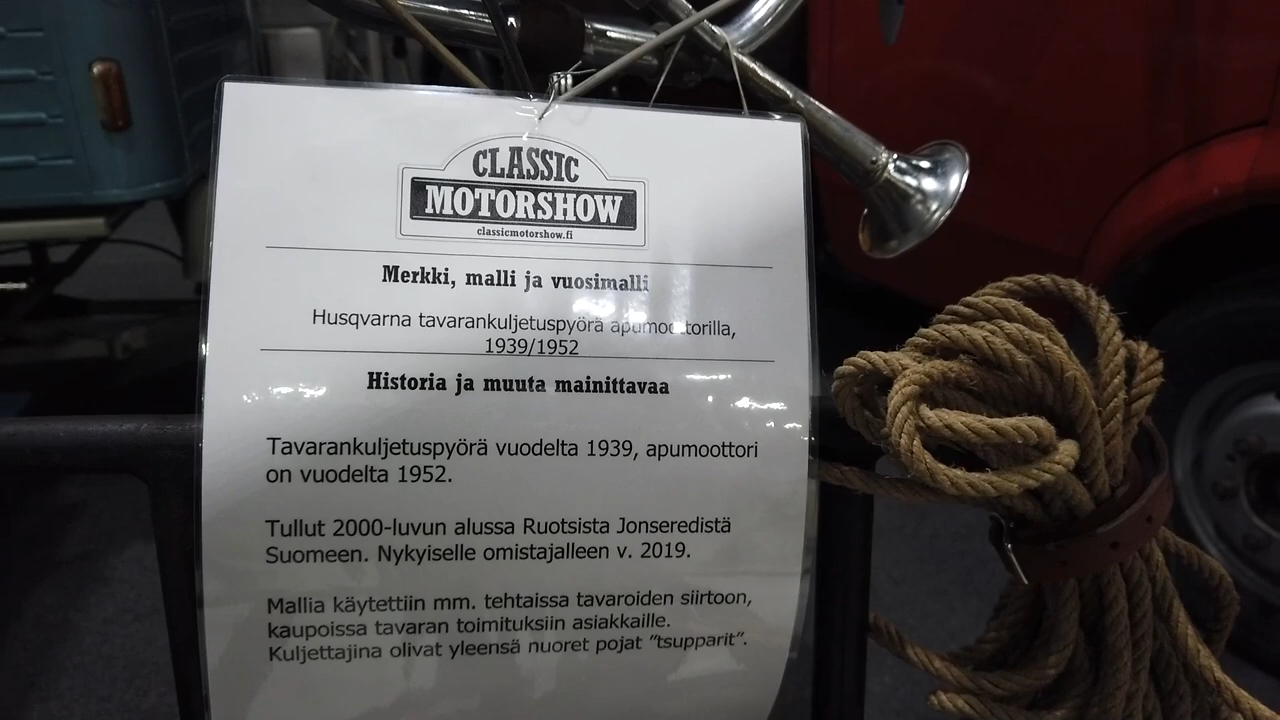 CLASSIC
MOTORSHOW
classicmotorshow.fi
Merkki, malli ja vuosimalli
Husqvarna tavarankuljetuspyörä apumoottorilla,
1939/1952
Historia ja muuta mainittavaa
Tavarankuljetuspyörä vuodelta 1939, apumoottori
on vuodelta 1952.
Tullut 2000-luvun alussa Ruotsista Jonseredistä
Suomeen. Nykyiselle omistajalleen v. 2019.
Mallia käytettiin mm. tehtaissa tavaroiden siirtoon,
kaupoissa tavaran toimituksiin asiakkaille.
Kuljettajina olivat yleensä nuoret pojat ”tsupparit”.